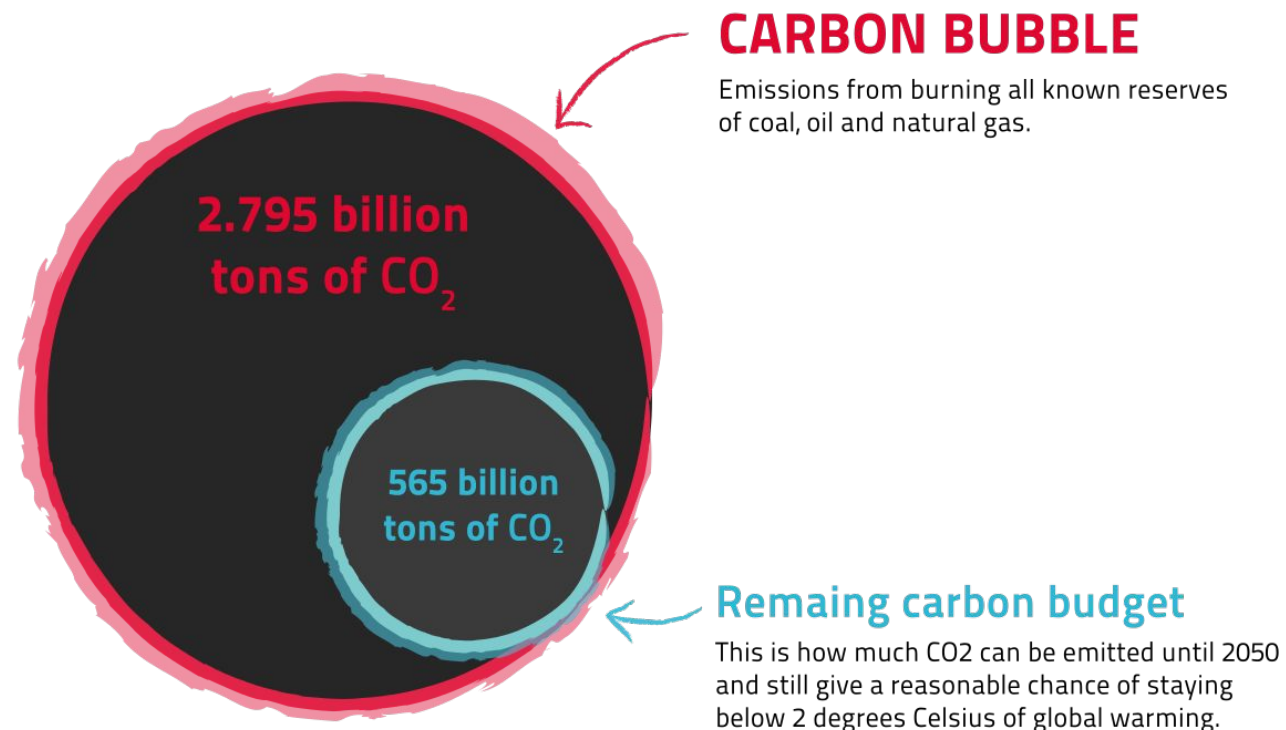 CARBON BUBBLE
Emissions from burning all known reserves
of coal, oil and natural gas.
2.795 billion
tons of CO₂
565 billion
tons of CO₂
Remaing carbon budget
This is how much CO2 can be emitted until 2050
and still give a reasonable chance of staying
below 2 degrees Celsius of global warming.